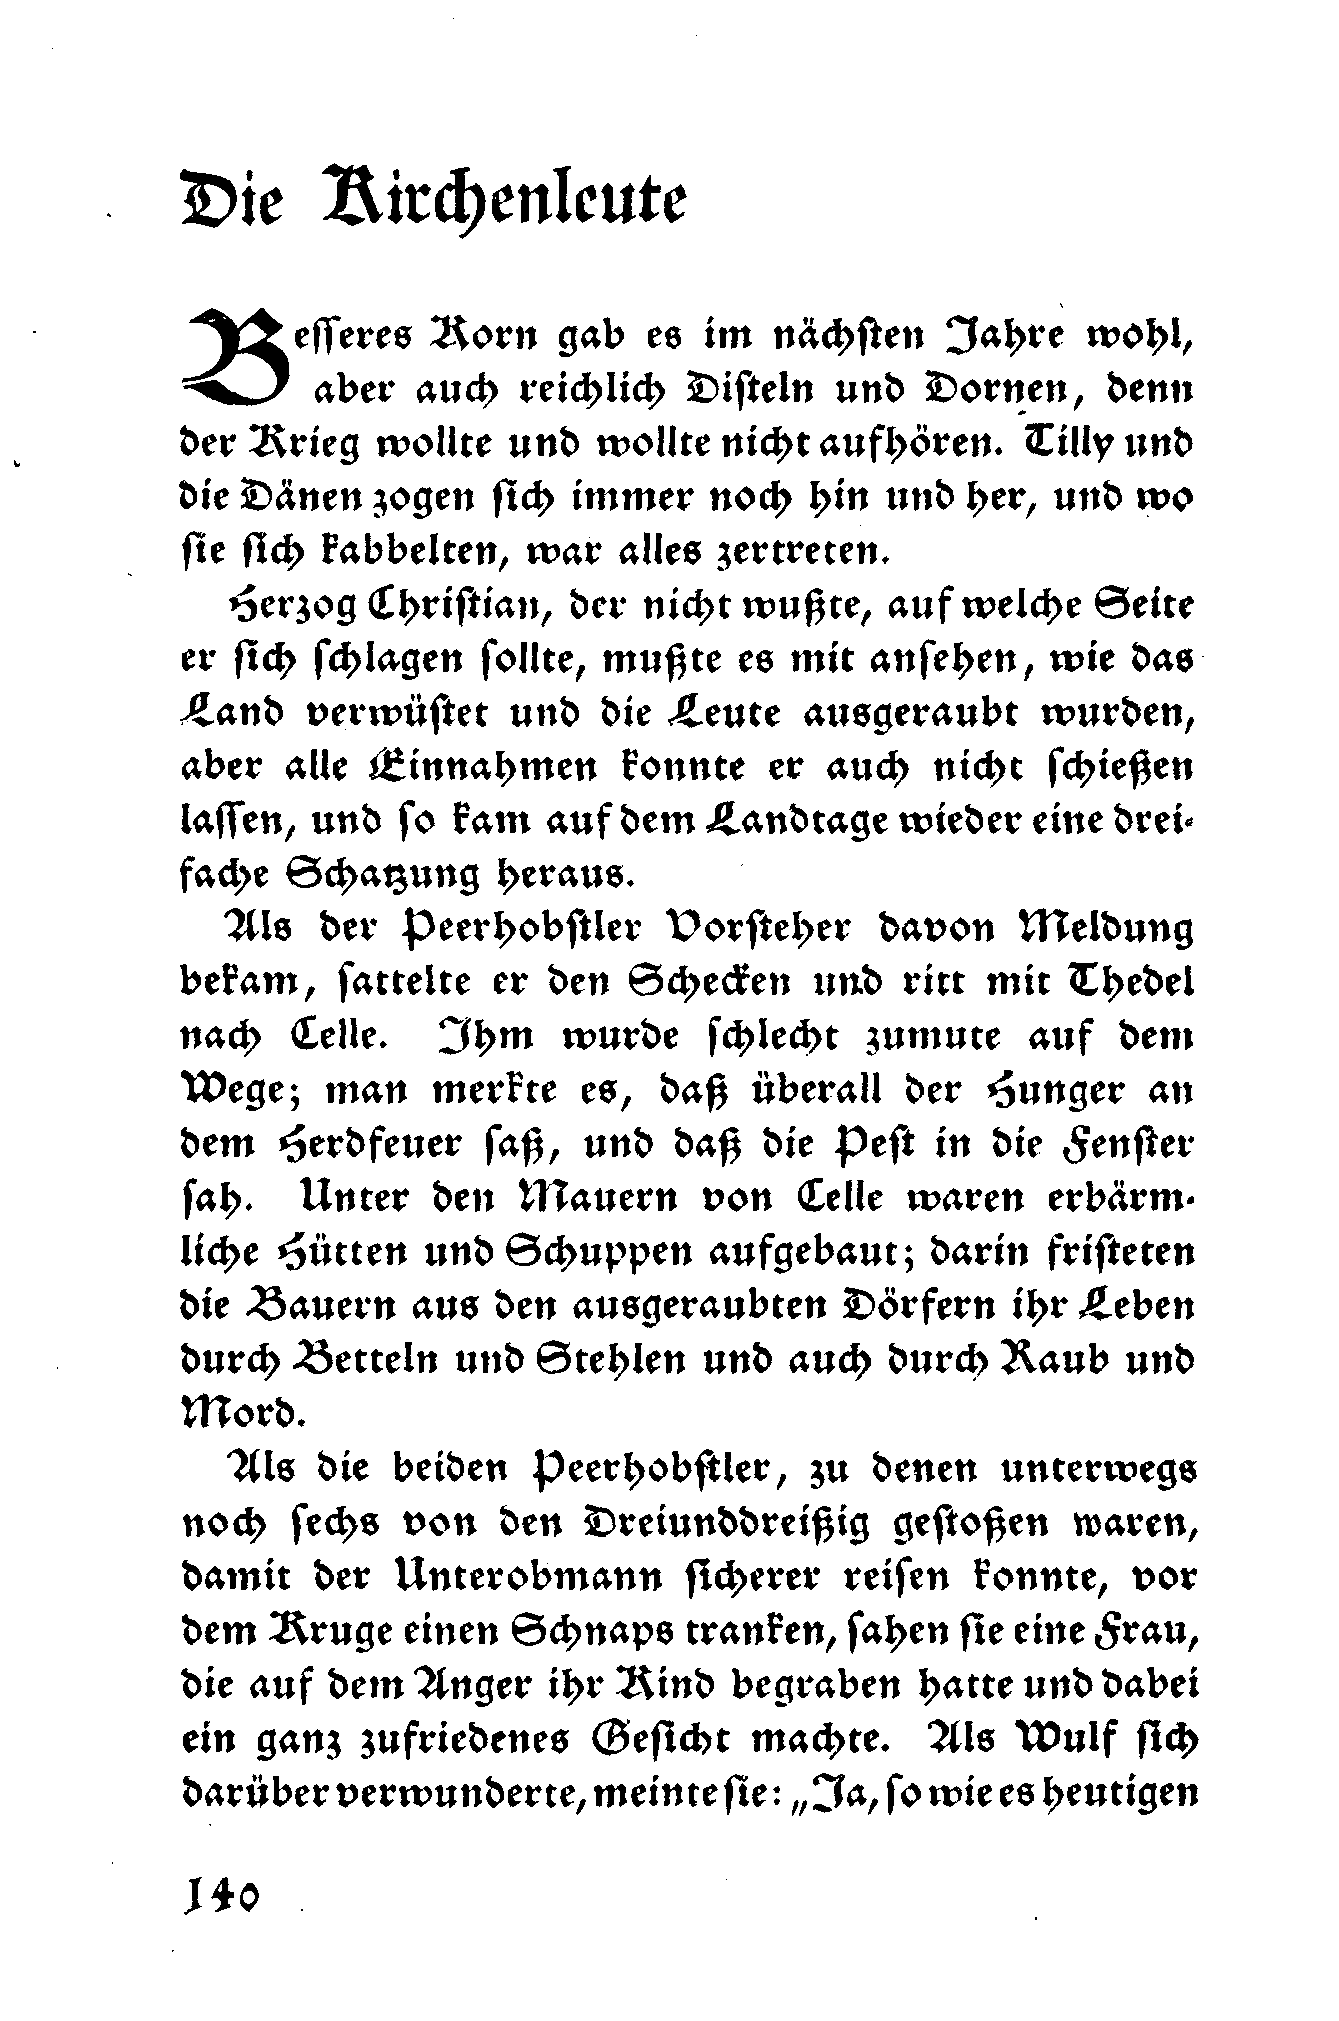 Die Kirchenleute
Besseres Korn gab es im nächsten Jahre wohl,
aber auch reichlich Disteln und Dornen, denn
der Krieg wollte und wollte nicht aufhören. Tilly und
die Dänen zogen sich immer noch hin und her, und wo
sie sich kabbelten, war alles zertreten.
Herzog Christian, der nicht wußte, auf welche Seite
er sich schlagen sollte, mußte es mit ansehen, wie das
Land verwüstet und die Leute ausgeraubt wurden,
aber alle Einnahmen konnte er auch nicht schießen
lassen, und so kam auf dem Landtage wieder eine drei-
fache Schatzung heraus.
Als der Peerhobstler Vorsteher davon Meldung
bekam, sattelte er den Schecken und ritt mit Thedel
nach Celle. Ihm wurde schlecht zumute auf dem
Wege; man merkte es, daß überall der Hunger an
dem Herdfeuer saß, und daß die Pest in die Fenster
sah. Unter den Mauern von Celle waren erbärm-
liche Hütten und Schuppen aufgebaut; darin fristeten
die Bauern aus den ausgeraubten Dörfern ihr Leben
durch Betteln und Stehlen und auch durch Raub und
Mord.
Als die beiden Peerhobstler, zu denen unterwegs
noch sechs von den Dreiunddreißig gestoßen waren,
damit der Unterobmann sicherer reisen konnte, vor
dem Kruge einen Schnaps tranken, sahen sie eine Frau,
die auf dem Anger ihr Kind begraben hatte und dabei
ein ganz zufriedenes Gesicht machte. Als Wulf sich
darüber verwunderte, meinte sie: „Ja, so wie es heutigen
140